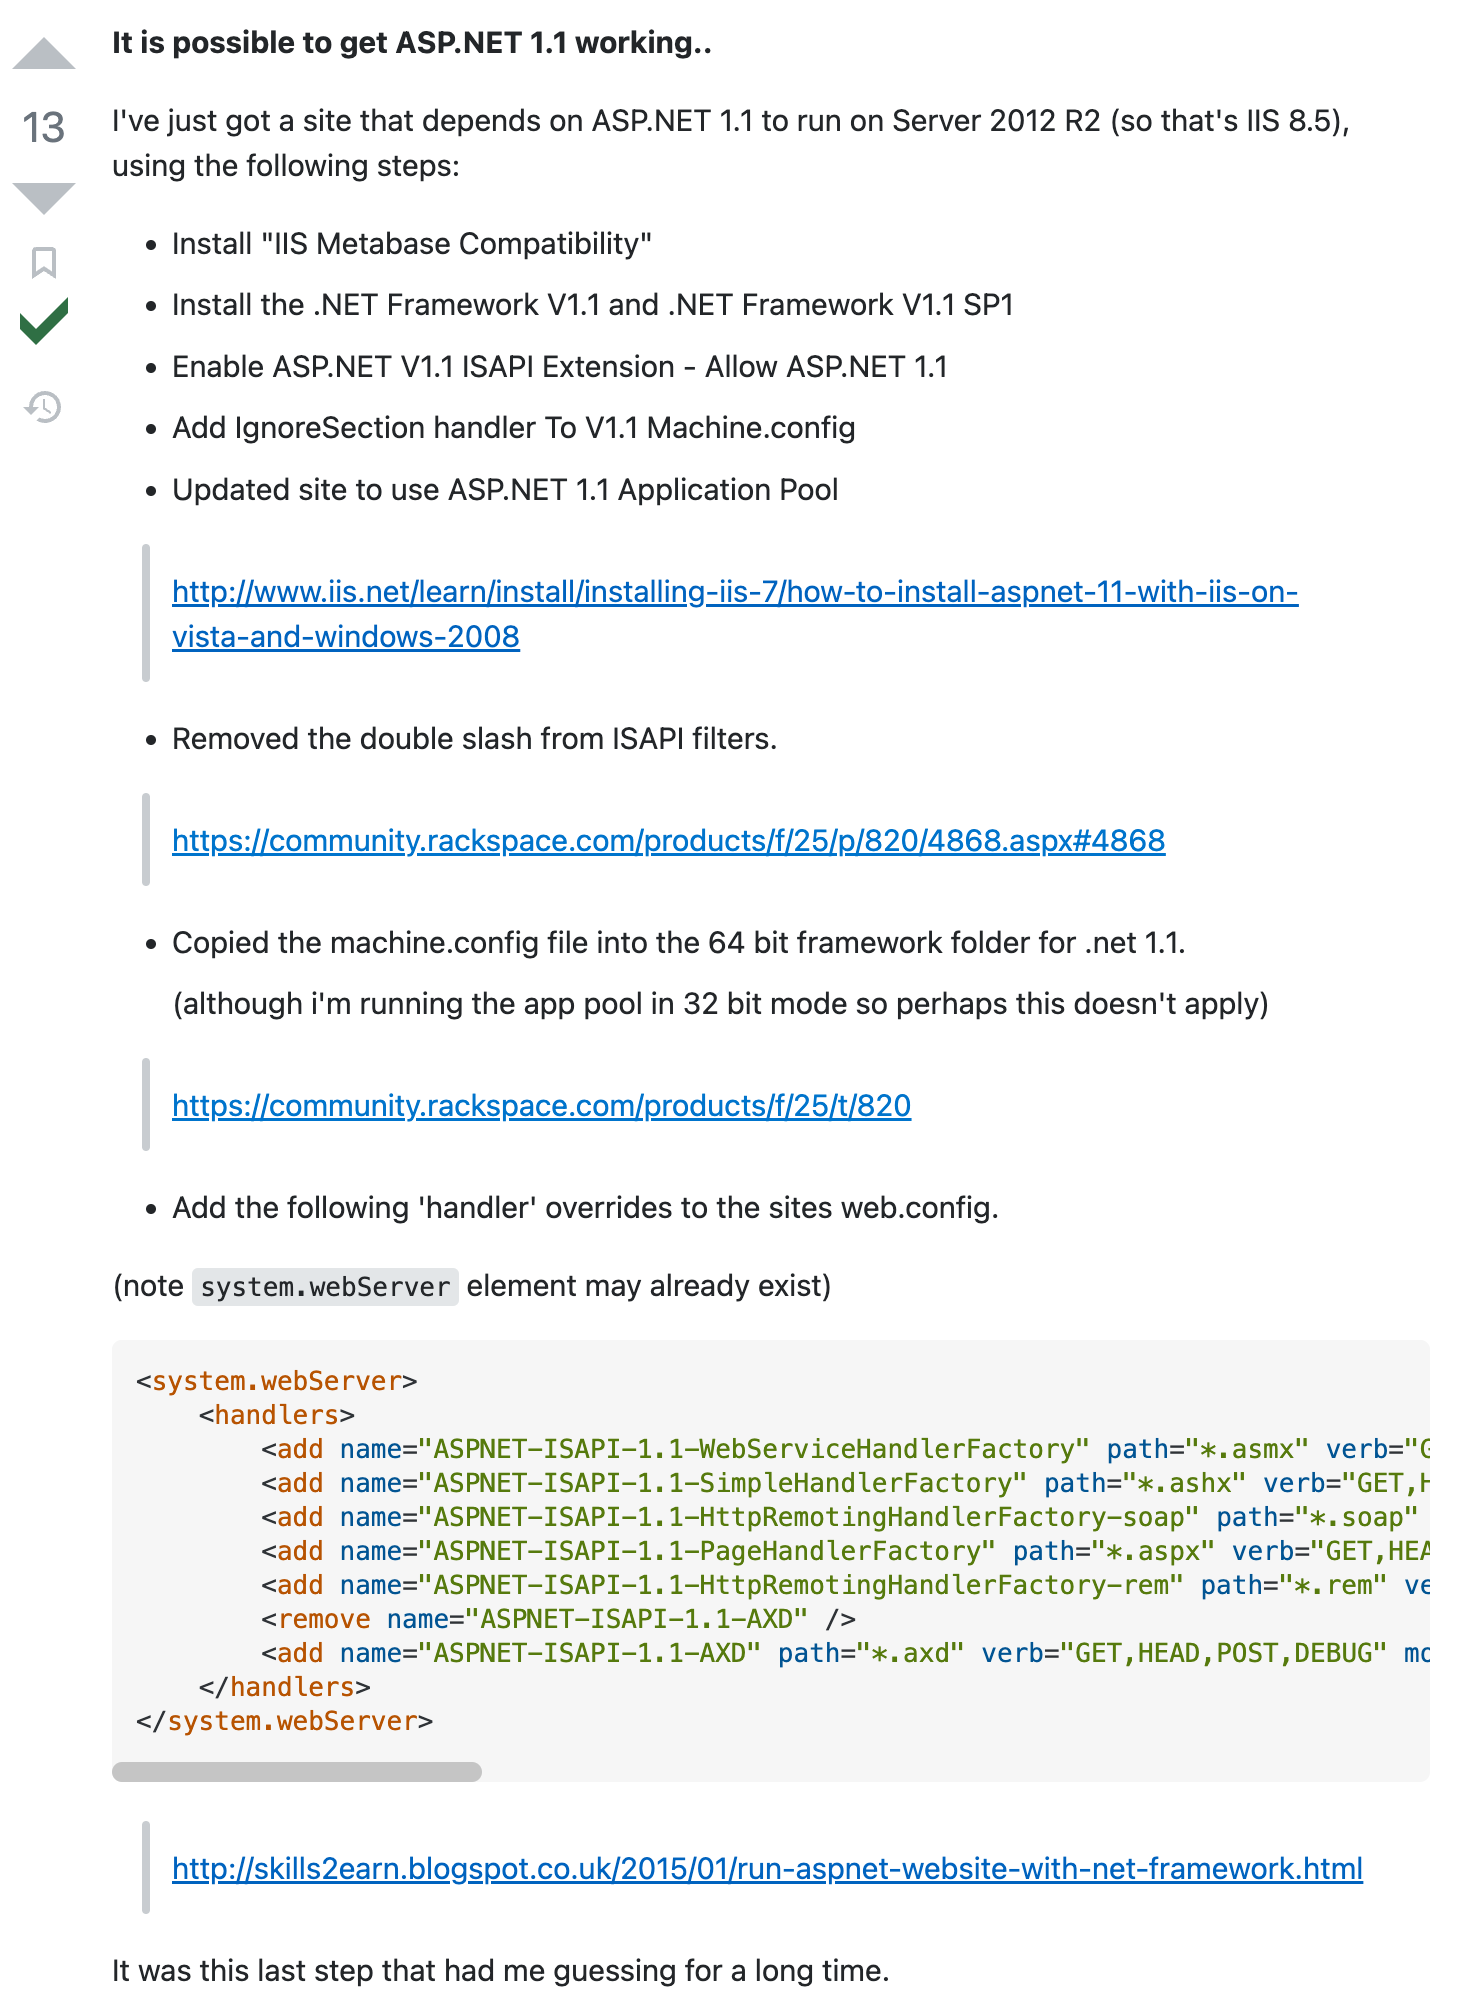 It is possible to get ASP.NET 1.1 working..
13
I've just got a site that depends on ASP.NET 1.1 to run on Server 2012 R2 (so that's IIS 8.5),
using the following steps:
• Install "IIS Metabase Compatibility"
• Install the .NET Framework V1.1 and .NET Framework V1.1 SP1
• Enable ASP.NET V1.1 ISAPI Extension - Allow ASP.NET 1.1
• Add IgnoreSection handler To V1.1 Machine.config
• Updated site to use ASP.NET 1.1 Application Pool
http://www.iis.net/learn/install/installing-iis-7/how-to-install-aspnet-11-with-iis-on-
vista-and-windows-2008
• Removed the double slash from ISAPI filters.
https://community.rackspace.com/products/f/25/p/820/4868.aspx#4868
• Copied the machine.config file into the 64 bit framework folder for .net 1.1.
(although i'm running the app pool in 32 bit mode so perhaps this doesn't apply)
https://community.rackspace.com/products/f/25/t/820
• Add the following 'handler' overrides to the sites web.config.
(note system.webServer element may already exist)
<system.webServer>
    <handlers>
        <add name="ASPNET-ISAPI-1.1-WebServiceHandlerFactory" path="*.asmx" verb="G
        <add name="ASPNET-ISAPI-1.1-SimpleHandlerFactory" path="*.ashx" verb="GET,H
        <add name="ASPNET-ISAPI-1.1-HttpRemotingHandlerFactory-soap" path="*.soap"
        <add name="ASPNET-ISAPI-1.1-PageHandlerFactory" path="*.aspx" verb="GET,HEA
        <add name="ASPNET-ISAPI-1.1-HttpRemotingHandlerFactory-rem" path="*.rem" ve
        <remove name="ASPNET-ISAPI-1.1-AXD" />
        <add name="ASPNET-ISAPI-1.1-AXD" path="*.axd" verb="GET,HEAD,POST,DEBUG" mo
    </handlers>
</system.webServer>
http://skills2earn.blogspot.co.uk/2015/01/run-aspnet-website-with-net-framework.html
It was this last step that had me guessing for a long time.